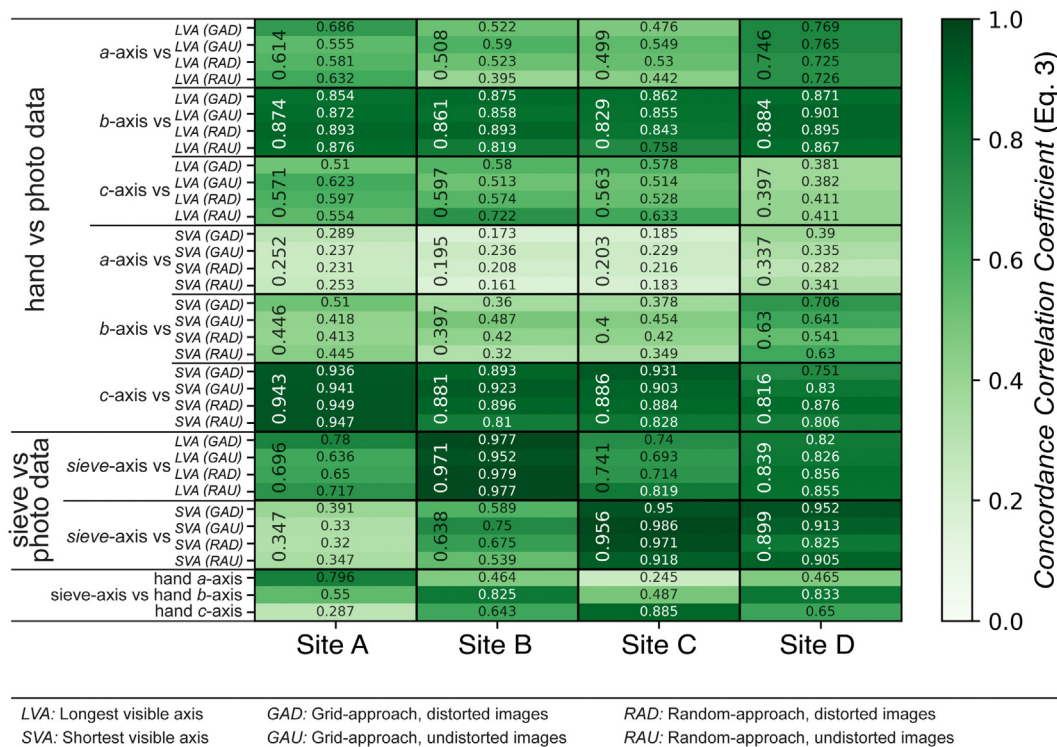 hand vs photo data
a-axis vs
0.614 0.508 0.499 0.746
LVA (GAD) 0.686 0.522 0.476 0.769
LVA (GAU) 0.555 0.59 0.549 0.765
LVA (RAD) 0.581 0.523 0.53 0.725
LVA (RAU) 0.632 0.395 0.442 0.726
b-axis vs
0.874 0.861 0.829 0.884
LVA (GAD) 0.854 0.875 0.862 0.871
LVA (GAU) 0.872 0.858 0.855 0.901
LVA (RAD) 0.893 0.893 0.843 0.895
LVA (RAU) 0.876 0.819 0.758 0.867
c-axis vs
0.571 0.597 0.563 0.397
LVA (GAD) 0.51 0.58 0.578 0.381
LVA (GAU) 0.623 0.513 0.514 0.382
LVA (RAD) 0.597 0.574 0.528 0.411
LVA (RAU) 0.554 0.722 0.633 0.411
a-axis vs
0.252 0.195 0.203 0.337
SVA (GAD) 0.289 0.173 0.185 0.39
SVA (GAU) 0.237 0.236 0.229 0.335
SVA (RAD) 0.231 0.208 0.216 0.282
SVA (RAU) 0.253 0.161 0.183 0.341
b-axis vs
0.446 0.397 0.4 0.63
SVA (GAD) 0.51 0.36 0.378 0.706
SVA (GAU) 0.418 0.487 0.454 0.641
SVA (RAD) 0.413 0.42 0.42 0.541
SVA (RAU) 0.445 0.32 0.349 0.63
c-axis vs
0.943 0.881 0.886 0.816
SVA (GAD) 0.936 0.893 0.931 0.751
SVA (GAU) 0.941 0.923 0.903 0.83
SVA (RAD) 0.949 0.896 0.884 0.876
SVA (RAU) 0.947 0.81 0.828 0.806
sieve vs
photo data
sieve-axis vs
0.696 0.971 0.741 0.839
LVA (GAD) 0.78 0.977 0.74 0.82
LVA (GAU) 0.636 0.952 0.693 0.826
LVA (RAD) 0.65 0.979 0.714 0.856
LVA (RAU) 0.717 0.977 0.819 0.855
sieve-axis vs
0.347 0.638 0.956 0.899
SVA (GAD) 0.391 0.589 0.95 0.952
SVA (GAU) 0.33 0.75 0.986 0.913
SVA (RAD) 0.32 0.675 0.971 0.825
SVA (RAU) 0.347 0.539 0.918 0.905
hand a-axis 0.796 0.464 0.245 0.465
sieve-axis vs hand b-axis 0.55 0.825 0.487 0.833
hand c-axis 0.287 0.643 0.885 0.65
Site A Site B Site C Site D
1.0
0.8
0.6
0.4
0.2
0.0
Concordance Correlation Coefficient (Eq. 3)
LVA: Longest visible axis GAD: Grid-approach, distorted images RAD: Random-approach, distorted images
SVA: Shortest visible axis GAU: Grid-approach, undistorted images RAU: Random-approach, undistorted images